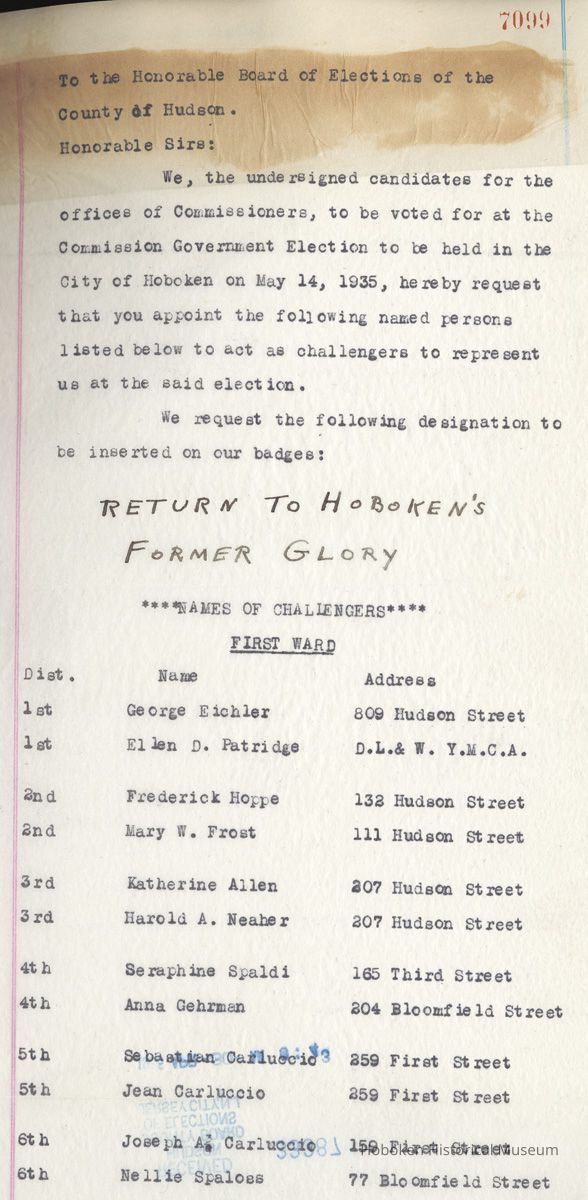 7099
To the Honorable Board of Elections of the
County of Hudson.
Honorable Sirs:
We, the undersigned candidates for the
offices of Commissioners, to be voted for at the
Commission Government Election to be held in the
City of Hoboken on May 14, 1935, hereby request
that you appoint the following named persons
listed below to act as challengers to represent
us at the said election.
We request the following designation to
be inserted on our badges:
RETURN TO HOBOKEN'S
FORMER GLORY
****NAMES OF CHALLENGERS****
FIRST WARD
Dist. Name Address
1st George Eichler 809 Hudson Street
1st Ellen D. Patridge D.L.& W. Y.M.C.A.
2nd Frederick Hoppe 132 Hudson Street
2nd Mary W. Frost 111 Hudson Street
3rd Katherine Allen 207 Hudson Street
3rd Harold A. Neaher 207 Hudson Street
4th Seraphine Spaldi 165 Third Street
4th Anna Gehrman 204 Bloomfield Street
5th Sebastian Carluccio 259 First Street
5th Jean Carluccio 259 First Street
JERSEY CITY N.J.
OF ELECTIONS
BOARD
6th Joseph A. Carluccio 159 First Street
Hoboken Historical Museum
6th Nellie Spaloss 77 Bloomfield Street
RECEIVED